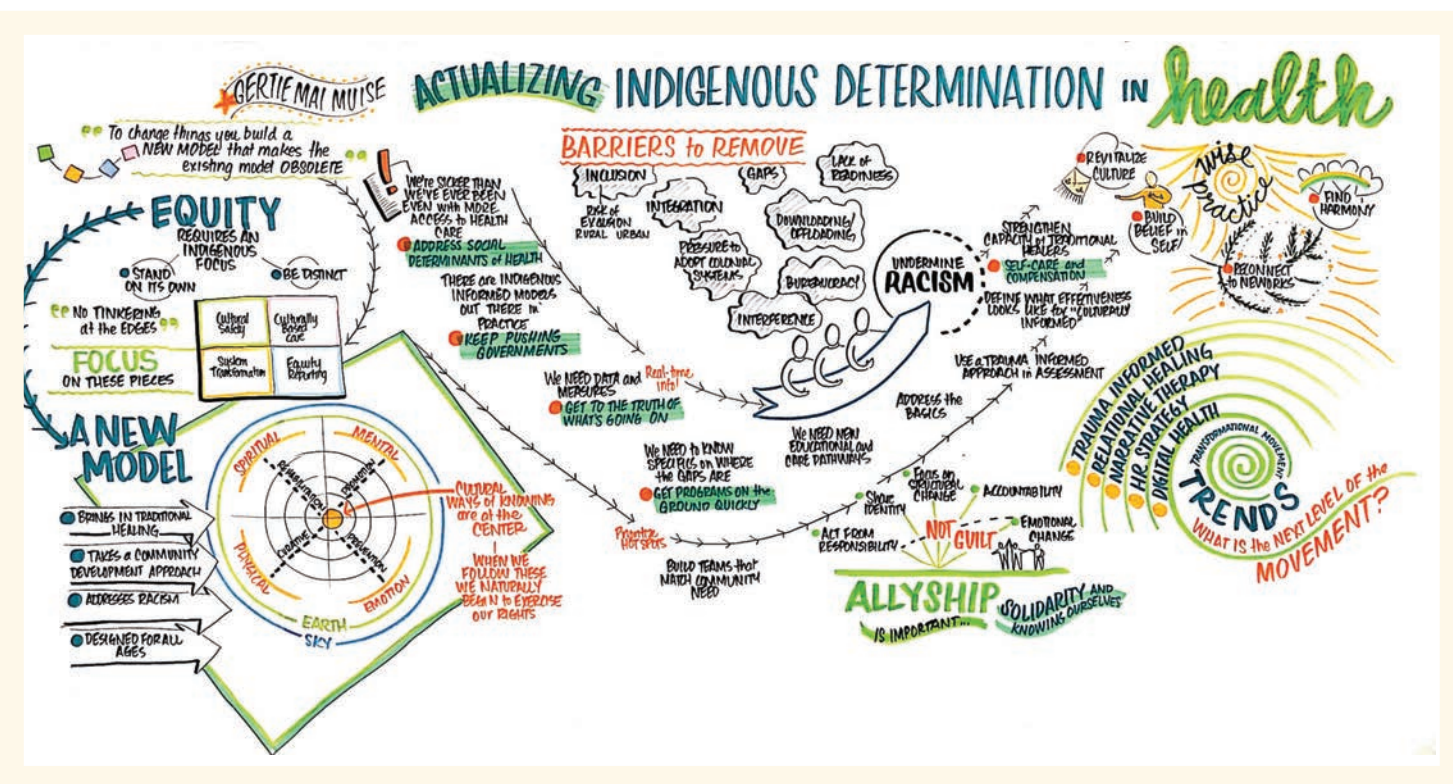 GERTIE MAI MUISE
ACTUALIZING INDIGENOUS DETERMINATION IN health
"" To change things you build a
NEW MODEL that makes the
existing model OBSOLETE ""
EQUITY
REQUIRES AN
INDIGENOUS
FOCUS
STAND
ON ITS OWN
BE DISTINCT
"" NO TINKERING
at the EDGES ""
FOCUS
ON THESE PIECES
Cultural
Safety
Culturally
Based
Care
System
Transformation
Equity
Reporting
A NEW
MODEL
BRINGS IN TRADITIONAL
HEALING
TAKES a COMMUNITY
DEVELOPMENT APPROACH
ADDRESSES RACISM
DESIGNED FOR ALL
AGES
SPIRITUAL
MENTAL
PHYSICAL
EMOTION
REHABILITATION
PROMOTION
CURATIVE
PREVENTION
EARTH
SKY
CULTURAL
WAYS of KNOWING
are at the
CENTER
WHEN WE
FOLLOW THESE
WE NATURALLY
BEGIN to EXERCISE
OUR RIGHTS
!
WE'RE SICKER THAN
WE'VE EVER BEEN
EVEN with MORE
ACCESS to HEALTH
CARE
ADDRESS SOCIAL
DETERMINANTS of HEALTH
THERE are INDIGENOUS
INFORMED MODELS
OUT THERE in
PRACTICE
KEEP PUSHING
GOVERNMENTS
WE NEED DATA and
MEASURES
GET TO THE TRUTH OF
WHAT'S GOING ON
Real-time
info!
WE NEED to KNOW
SPECIFICS on WHERE
the GAPS ARE
GET PROGRAMS ON the
GROUND QUICKLY
Prioritize
HOT SPOTS
BUILD TEAMS that
MATCH COMMUNITY
NEED
BARRIERS to REMOVE
INCLUSION
RISK of
EXCLUSION
RURAL URBAN
INTEGRATION
GAPS
LACK of
READINESS
PRESSURE to
ADOPT COLONIAL
SYSTEMS
DOWNLOADING/
OFFLOADING
BUREAUCRACY
INTERFERENCE
UNDERMINE
RACISM
WE NEED NEW
EDUCATIONAL and
CARE PATHWAYS
ADDRESS the
BASICS
USE a TRAUMA INFORMED
APPROACH in ASSESSMENT
DEFINE WHAT EFFECTIVENESS
LOOKS LIKE for "CULTURALLY
INFORMED"
STRENGTHEN
CAPACITY of TRADITIONAL
HEALERS
SELF-CARE and
COMPENSATION
REVITALIZE
CULTURE
BUILD
BELIEF in
SELF
wise
practice
FIND
HARMONY
RECONNECT
to NEWORKS
SHARE
IDENTITY
FOCUS on
STRUCTURAL
CHANGE
ACCOUNTABILITY
ACT FROM
RESPONSIBILITY
NOT
GUILT
EMOTIONAL
CHANGE
ALLYSHIP
IS IMPORTANT...
SOLIDARITY AND
KNOWING OURSELVES
TRAUMA INFORMED
RELATIONAL HEALING
NARRATIVE THERAPY
HHR STRATEGY
DIGITAL HEALTH
TRANSFORMATIONAL MOVEMENT
TRENDS
WHAT IS the NEXT LEVEL OF the
MOVEMENT?